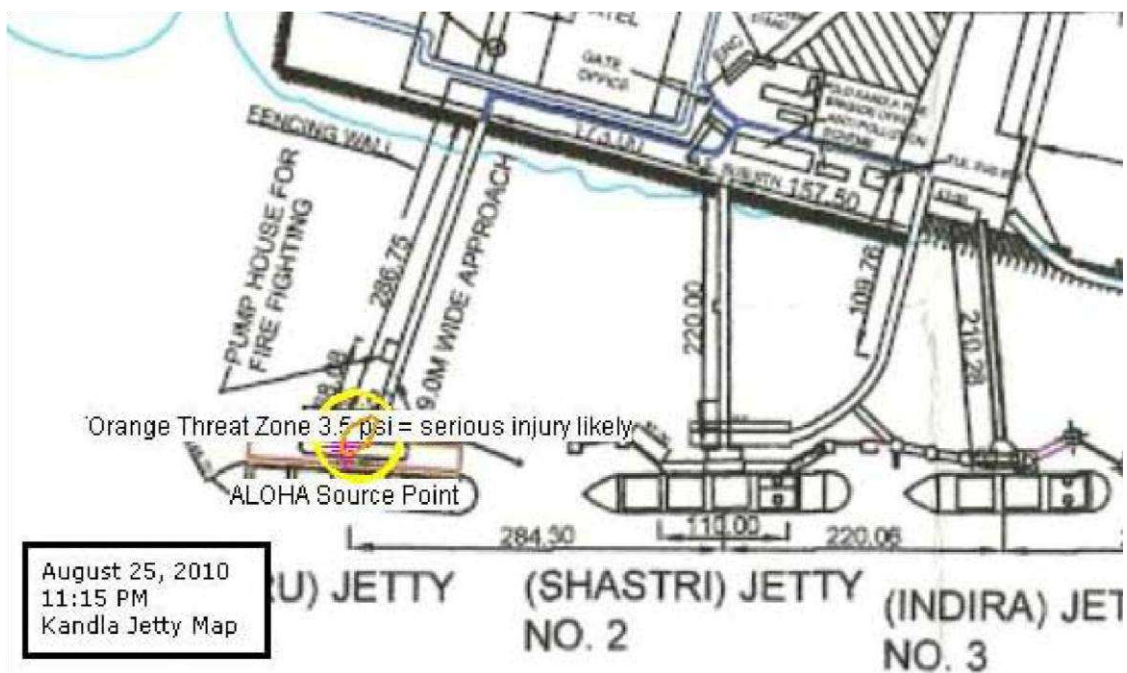 GATE
OFFICE
FENCING WALL
157.50
PUMP HOUSE FOR
FIRE FIGHTING
286.75
9.0M WIDE APPROACH
220.00
109.76
210.28
Orange Threat Zone 3.5 psi = serious injury likely
ALOHA Source Point
110.00
284.50
220.06
August 25, 2010
11:15 PM
Kandla Jetty Map
RU) JETTY
(SHASTRI) JETTY
NO. 2
(INDIRA) JET
NO. 3